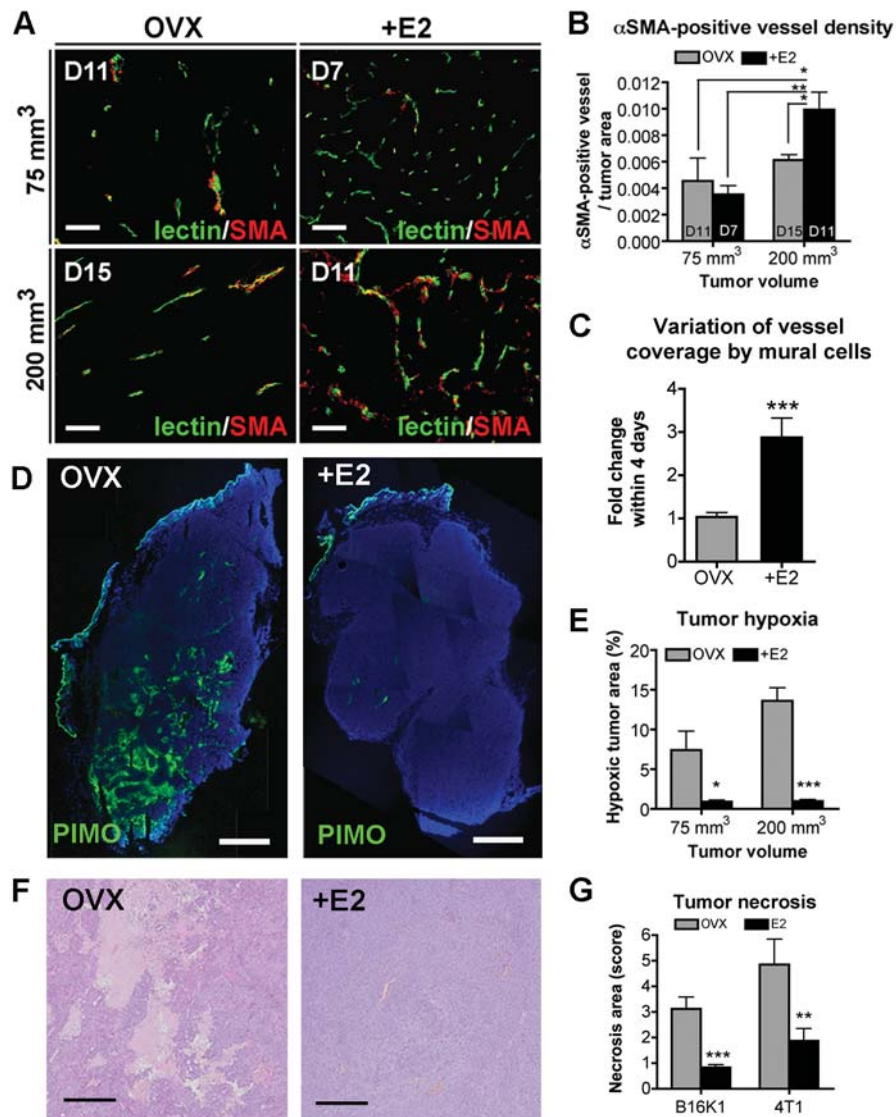 A
OVX
+E2
75 mm3
D11
lectin/SMA
D7
lectin/SMA
200 mm3
D15
lectin/SMA
D11
lectin/SMA
B
αSMA-positive vessel density
OVX
+E2
αSMA-positive vessel
/ tumor area
0.012
0.010
0.008
0.006
0.004
0.002
0.000
*
**
*
D11
D7
D15
D11
75 mm3
200 mm3
Tumor volume
C
Variation of vessel
coverage by mural cells
Fold change
within 4 days
4
3
2
1
0
***
OVX
+E2
D
OVX
PIMO
+E2
PIMO
E
Tumor hypoxia
OVX
+E2
Hypoxic tumor area (%)
20
15
10
5
0
*
***
75 mm3
200 mm3
Tumor volume
F
OVX
+E2
G
Tumor necrosis
OVX
E2
Necrosis area (score)
6
5
4
3
2
1
0
***
**
B16K1
4T1